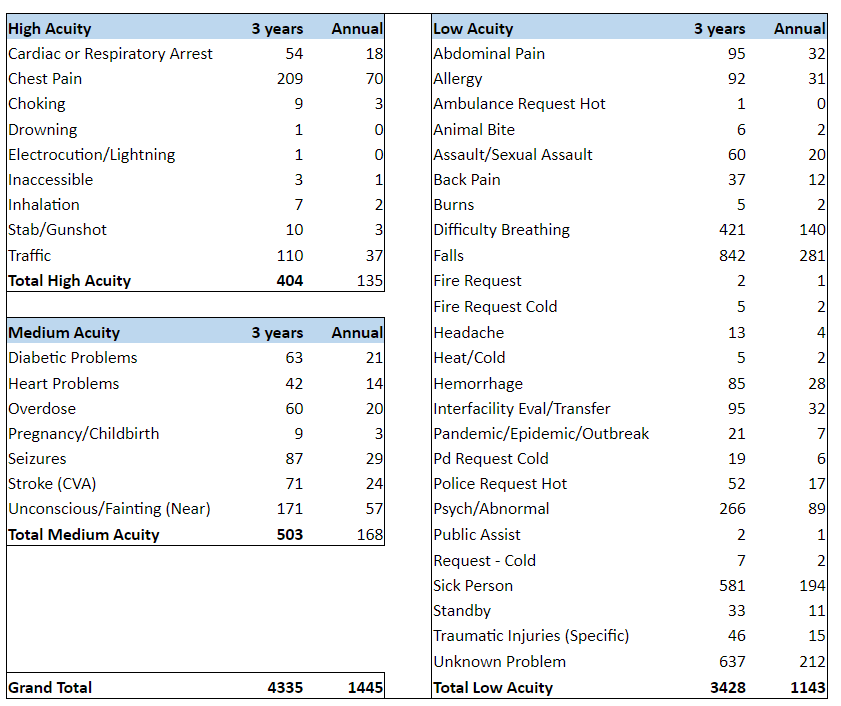 High Acuity 3 years Annual
Cardiac or Respiratory Arrest 54 18
Chest Pain 209 70
Choking 9 3
Drowning 1 0
Electrocution/Lightning 1 0
Inaccessible 3 1
Inhalation 7 2
Stab/Gunshot 10 3
Traffic 110 37
Total High Acuity 404 135
Medium Acuity 3 years Annual
Diabetic Problems 63 21
Heart Problems 42 14
Overdose 60 20
Pregnancy/Childbirth 9 3
Seizures 87 29
Stroke (CVA) 71 24
Unconscious/Fainting (Near) 171 57
Total Medium Acuity 503 168
Grand Total 4335 1445
Low Acuity 3 years Annual
Abdominal Pain 95 32
Allergy 92 31
Ambulance Request Hot 1 0
Animal Bite 6 2
Assault/Sexual Assault 60 20
Back Pain 37 12
Burns 5 2
Difficulty Breathing 421 140
Falls 842 281
Fire Request 2 1
Fire Request Cold 5 2
Headache 13 4
Heat/Cold 5 2
Hemorrhage 85 28
Interfacility Eval/Transfer 95 32
Pandemic/Epidemic/Outbreak 21 7
Pd Request Cold 19 6
Police Request Hot 52 17
Psych/Abnormal 266 89
Public Assist 2 1
Request - Cold 7 2
Sick Person 581 194
Standby 33 11
Traumatic Injuries (Specific) 46 15
Unknown Problem 637 212
Total Low Acuity 3428 1143